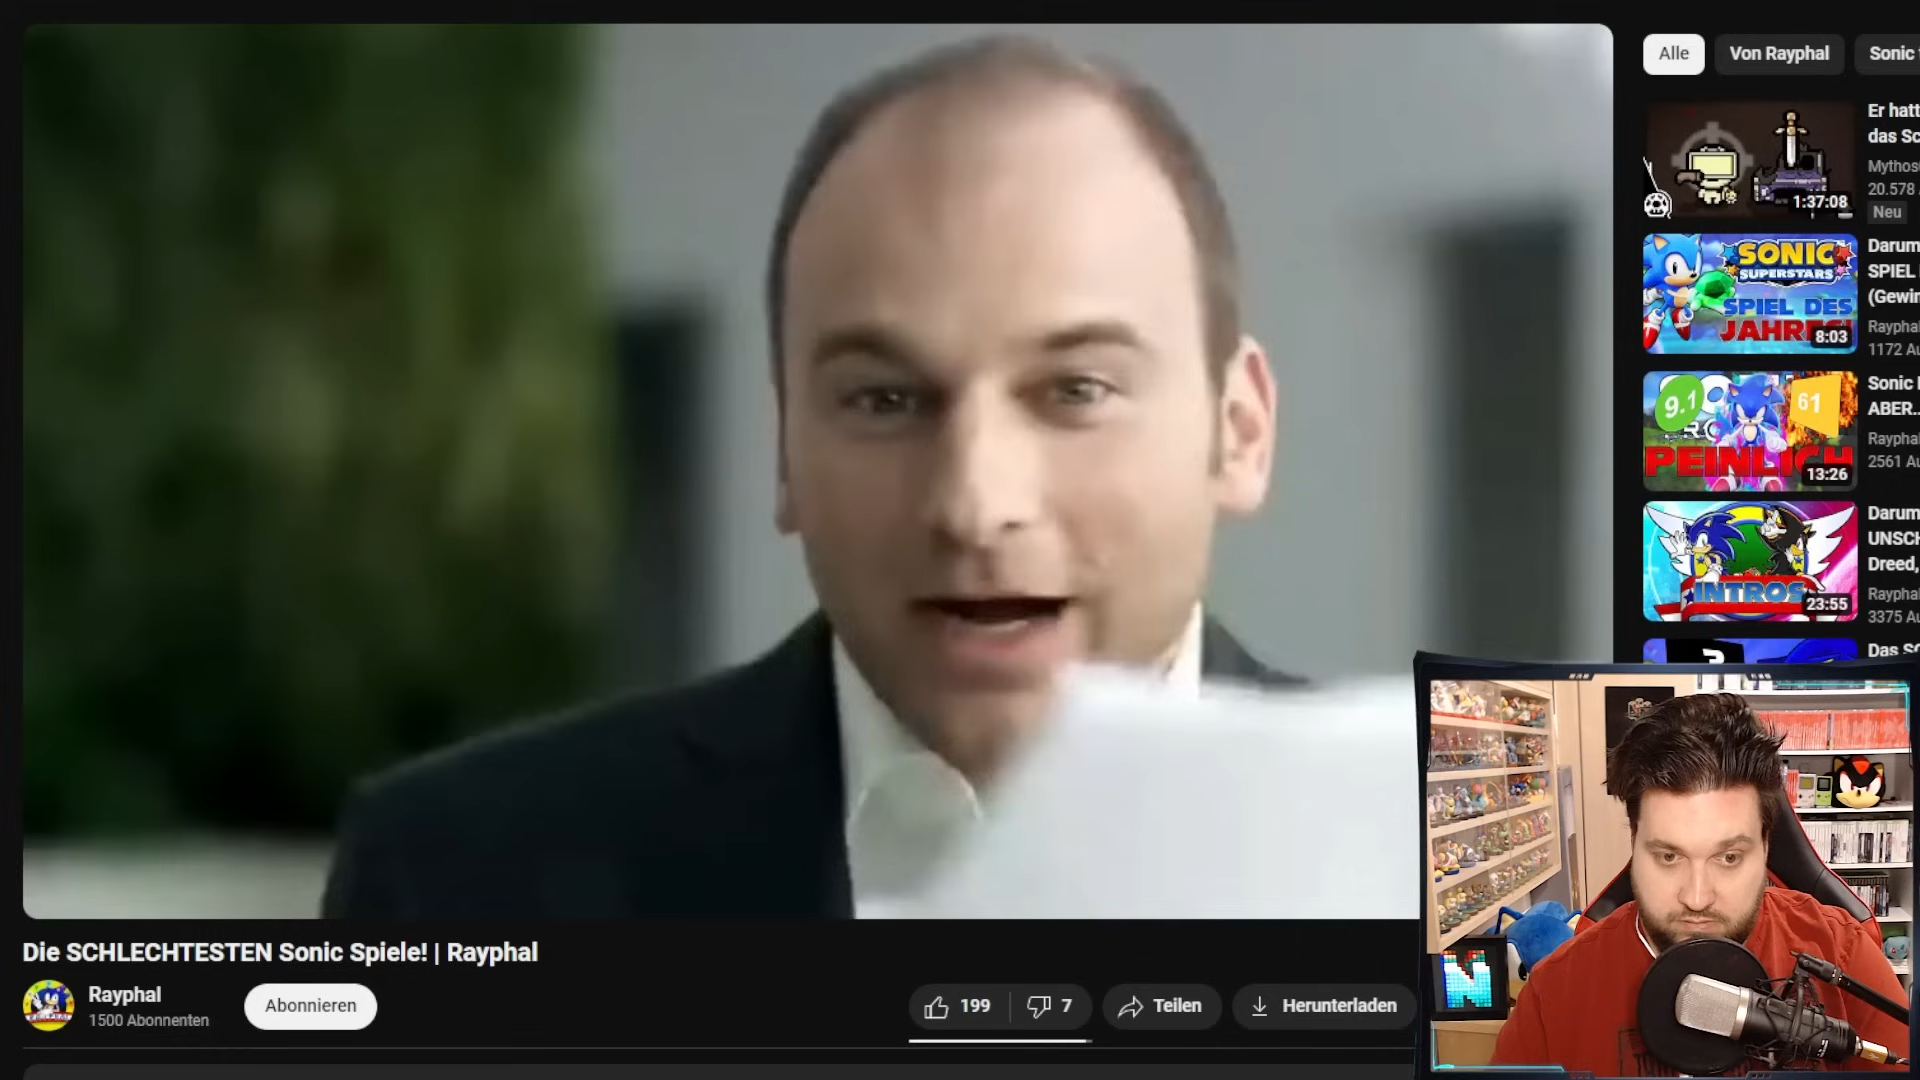 Die SCHLECHTESTEN Sonic Spiele! | Rayphal
Rayphal
1500 Abonnenten
Abonnieren
199
7
Teilen
Herunterladen
Alle
Von Rayphal
Sonic
1:37:08
Er hatt
das Sc
Mythos
20.578
Neu
SONIC
SUPERSTARS
SPIEL DES
JAHRES!
8:03
Darum
SPIEL
(Gewin
Rayphal
1172 Au
9.1
61
PEINLICH
13:26
Sonic
ABER..
Rayphal
2561 Au
INTROS
23:55
Darum
UNSCH
Dreed,
Rayphal
3375 Au
3